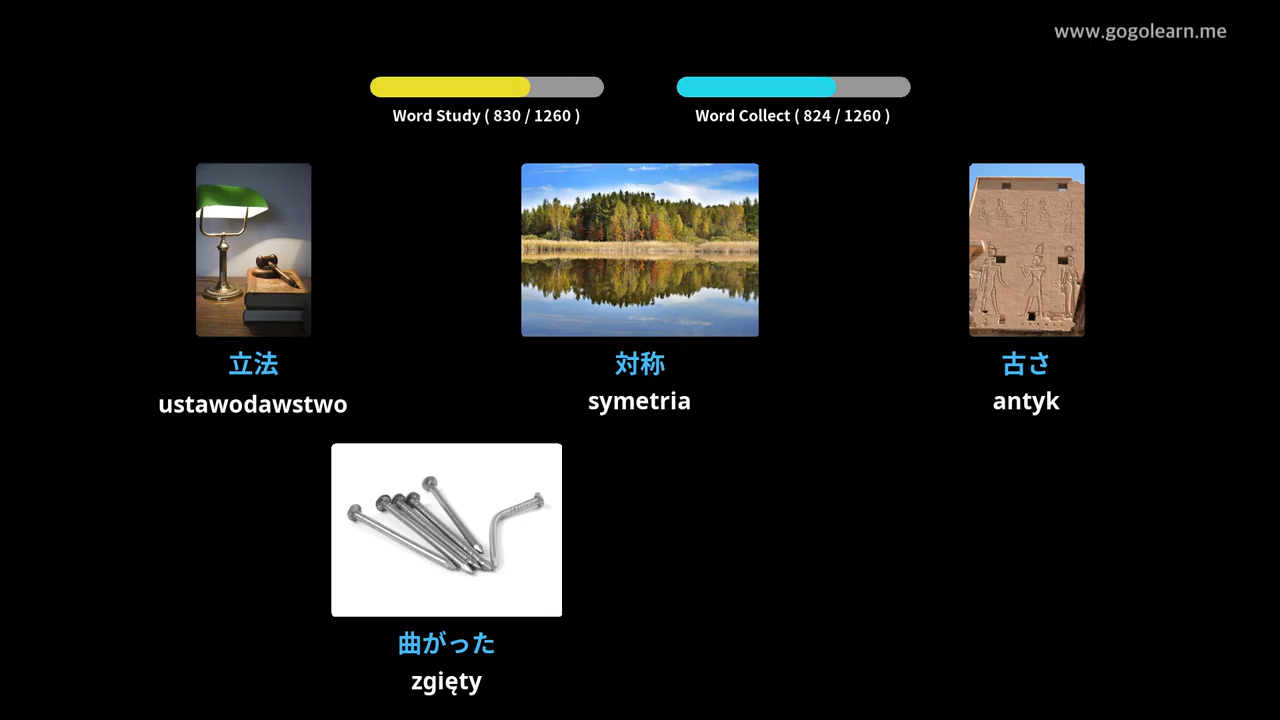 www.gogolearn.me
Word Study ( 830 / 1260 )
Word Collect ( 824 / 1260 )
立法
ustawodawstwo
対称
symetria
古さ
antyk
曲がった
zgięty